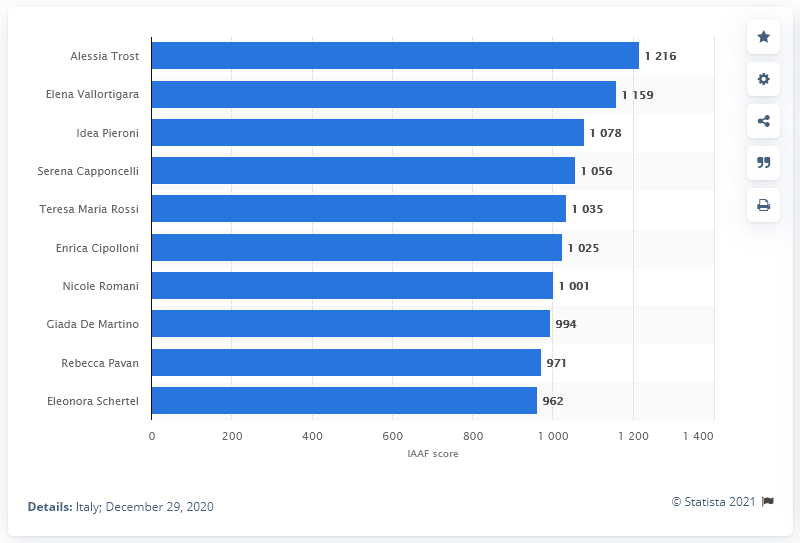 Alessia Trost 1 216
Elena Vallortigara 1 159
Idea Pieroni 1 078
Serena Capponcelli 1 056
Teresa Maria Rossi 1 035
Enrica Cipolloni 1 025
Nicole Romani 1 001
Giada De Martino 994
Rebecca Pavan 971
Eleonora Schertel 962
0 200 400 600 800 1 000 1 200 1 400
IAAF score
Details: Italy; December 29, 2020
© Statista 2021